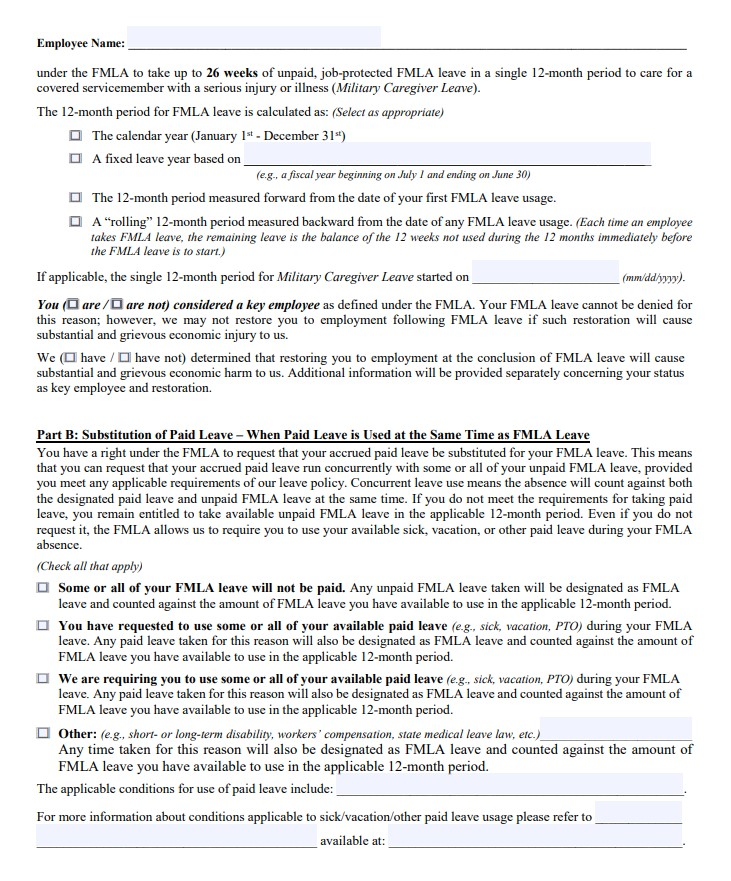 Employee Name:
under the FMLA to take up to 26 weeks of unpaid, job-protected FMLA leave in a single 12-month period to care for a
covered servicemember with a serious injury or illness (Military Caregiver Leave).
The 12-month period for FMLA leave is calculated as: (Select as appropriate)
☐ The calendar year (January 1st - December 31st)
☐ A fixed leave year based on
(e.g., a fiscal year beginning on July 1 and ending on June 30)
☐ The 12-month period measured forward from the date of your first FMLA leave usage.
☐ A “rolling” 12-month period measured backward from the date of any FMLA leave usage. (Each time an employee
takes FMLA leave, the remaining leave is the balance of the 12 weeks not used during the 12 months immediately before
the FMLA leave is to start.)
If applicable, the single 12-month period for Military Caregiver Leave started on (mm/dd/yyyy).
You (☐ are / ☐ are not) considered a key employee as defined under the FMLA. Your FMLA leave cannot be denied for
this reason; however, we may not restore you to employment following FMLA leave if such restoration will cause
substantial and grievous economic injury to us.
We (☐ have / ☐ have not) determined that restoring you to employment at the conclusion of FMLA leave will cause
substantial and grievous economic harm to us. Additional information will be provided separately concerning your status
as key employee and restoration.
Part B: Substitution of Paid Leave – When Paid Leave is Used at the Same Time as FMLA Leave
You have a right under the FMLA to request that your accrued paid leave be substituted for your FMLA leave. This means
that you can request that your accrued paid leave run concurrently with some or all of your unpaid FMLA leave, provided
you meet any applicable requirements of our leave policy. Concurrent leave use means the absence will count against both
the designated paid leave and unpaid FMLA leave at the same time. If you do not meet the requirements for taking paid
leave, you remain entitled to take available unpaid FMLA leave in the applicable 12-month period. Even if you do not
request it, the FMLA allows us to require you to use your available sick, vacation, or other paid leave during your FMLA
absence.
(Check all that apply)
☐ Some or all of your FMLA leave will not be paid. Any unpaid FMLA leave taken will be designated as FMLA
leave and counted against the amount of FMLA leave you have available to use in the applicable 12-month period.
☐ You have requested to use some or all of your available paid leave (e.g., sick, vacation, PTO) during your FMLA
leave. Any paid leave taken for this reason will also be designated as FMLA leave and counted against the amount of
FMLA leave you have available to use in the applicable 12-month period.
☐ We are requiring you to use some or all of your available paid leave (e.g., sick, vacation, PTO) during your FMLA
leave. Any paid leave taken for this reason will also be designated as FMLA leave and counted against the amount of
FMLA leave you have available to use in the applicable 12-month period.
☐ Other: (e.g., short- or long-term disability, workers’ compensation, state medical leave law, etc.)
Any time taken for this reason will also be designated as FMLA leave and counted against the amount of
FMLA leave you have available to use in the applicable 12-month period.
The applicable conditions for use of paid leave include: .
For more information about conditions applicable to sick/vacation/other paid leave usage please refer to
available at: .